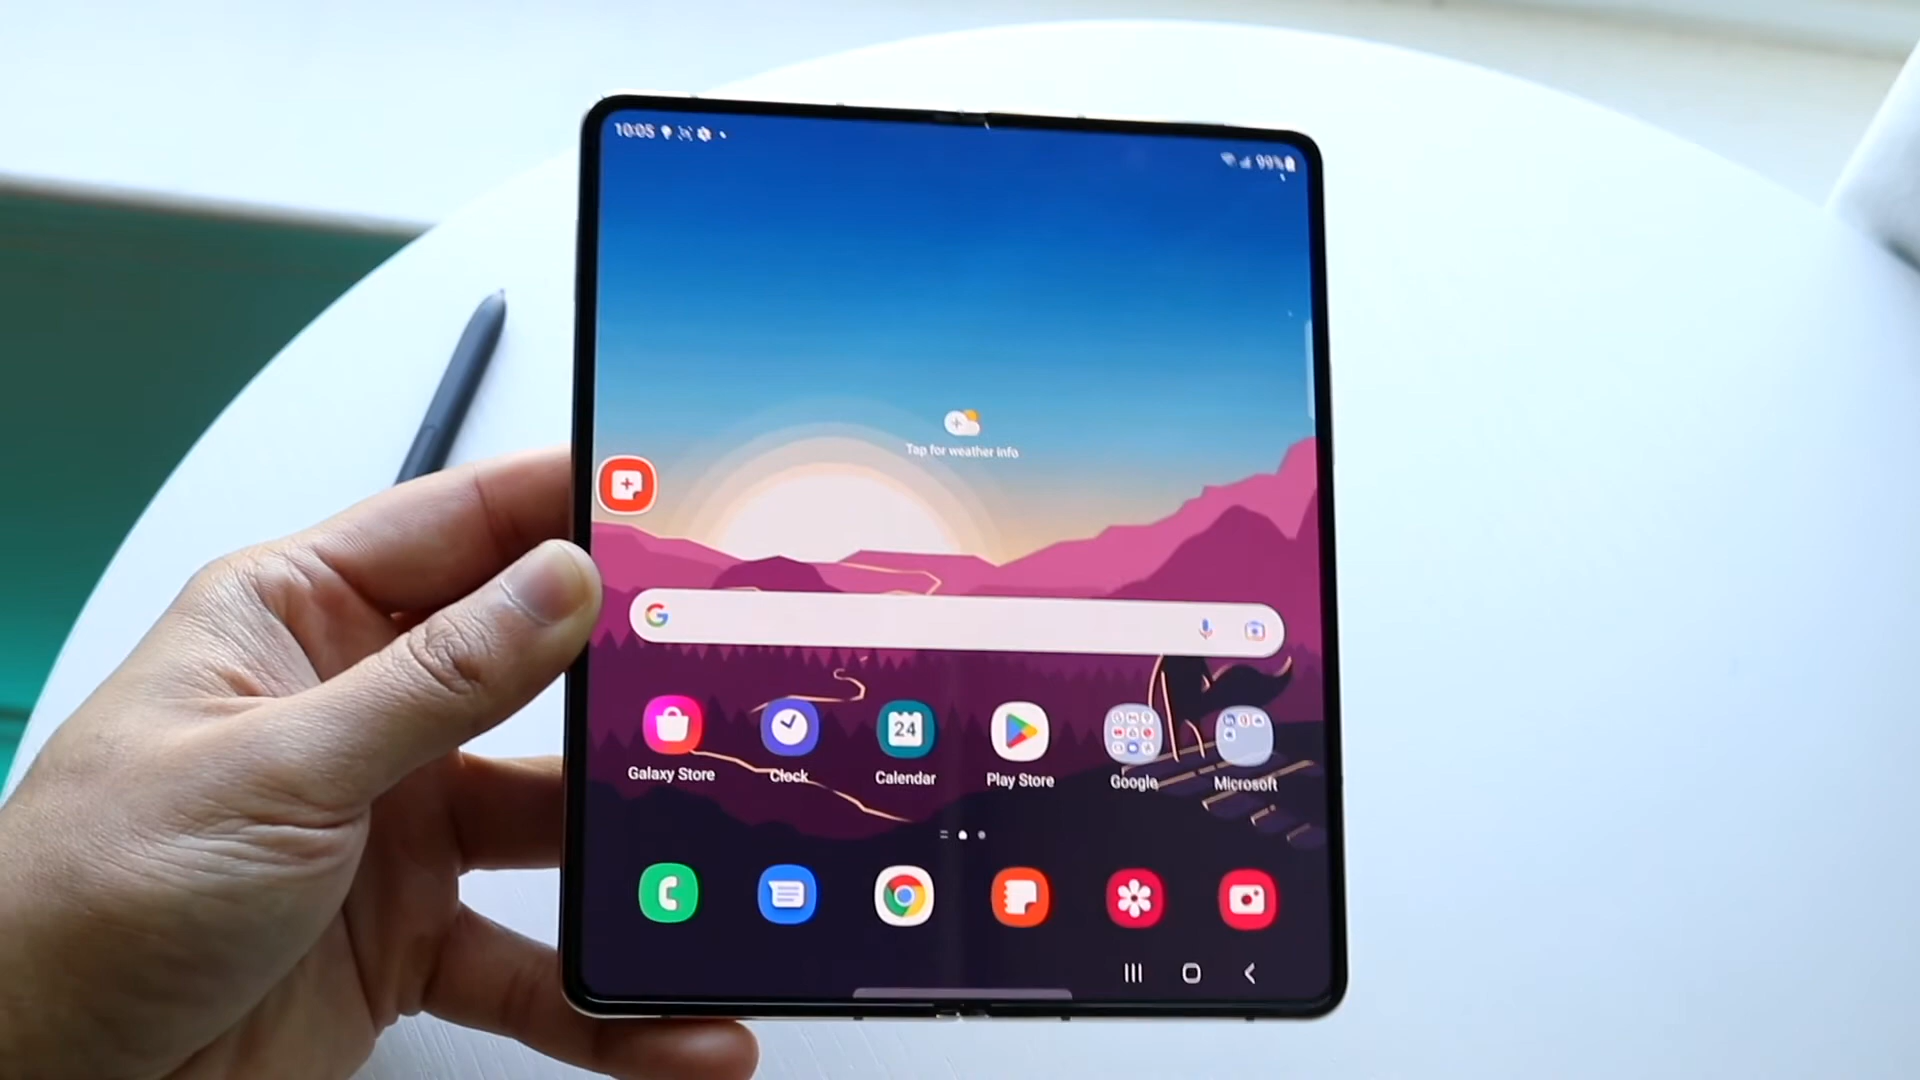 10:05
99%
Tap for weather info
G
24
Galaxy Store
Clock
Calendar
Play Store
Google
Microsoft